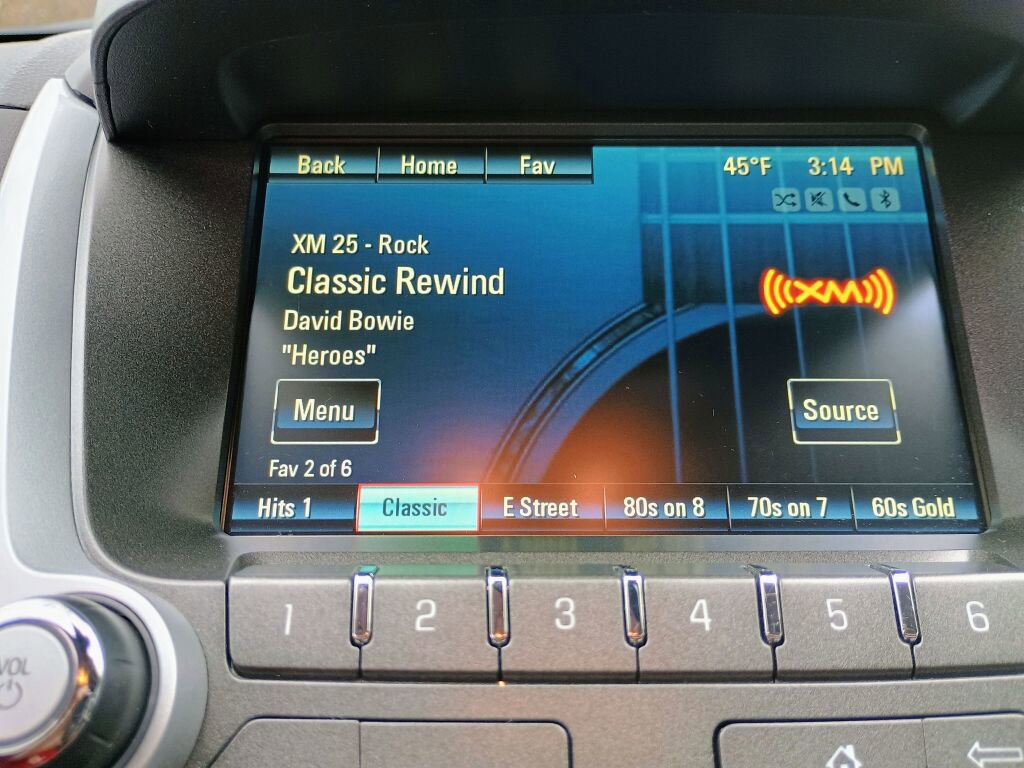 Back Home Fav 45°F 3:14 PM
XM 25 - Rock
Classic Rewind
XM
David Bowie
"Heroes"
Menu Source
Fav 2 of 6
Hits 1 Classic E Street 80s on 8 70s on 7 60s Gold
1 2 3 4 5 6
VOL